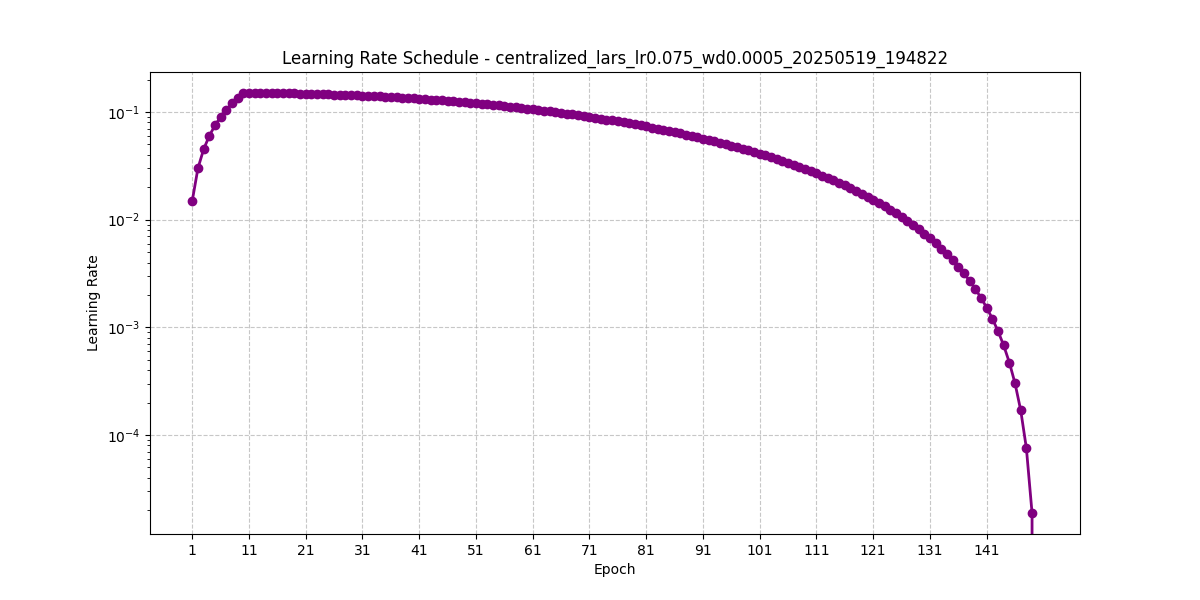 Learning Rate Schedule - centralized_lars_lr0.075_wd0.0005_20250519_194822
10⁻¹
10⁻²
10⁻³
10⁻⁴
Learning Rate
1 11 21 31 41 51 61 71 81 91 101 111 121 131 141
Epoch